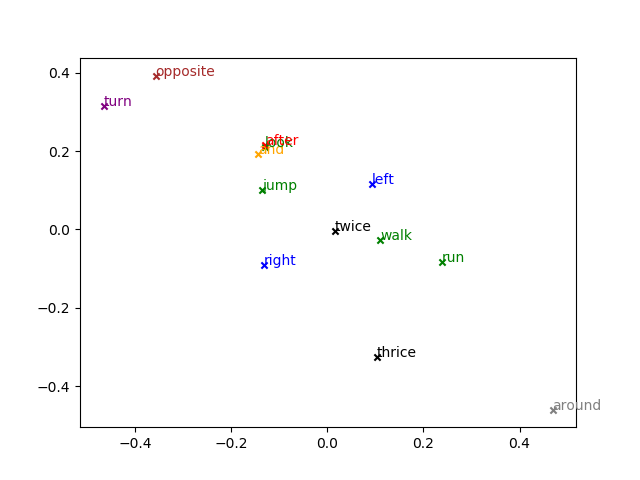 0.4
0.2
0.0
−0.2
−0.4
−0.4
−0.2
0.0
0.2
0.4
opposite
turn
after
look
and
jump
left
twice
walk
right
run
thrice
around